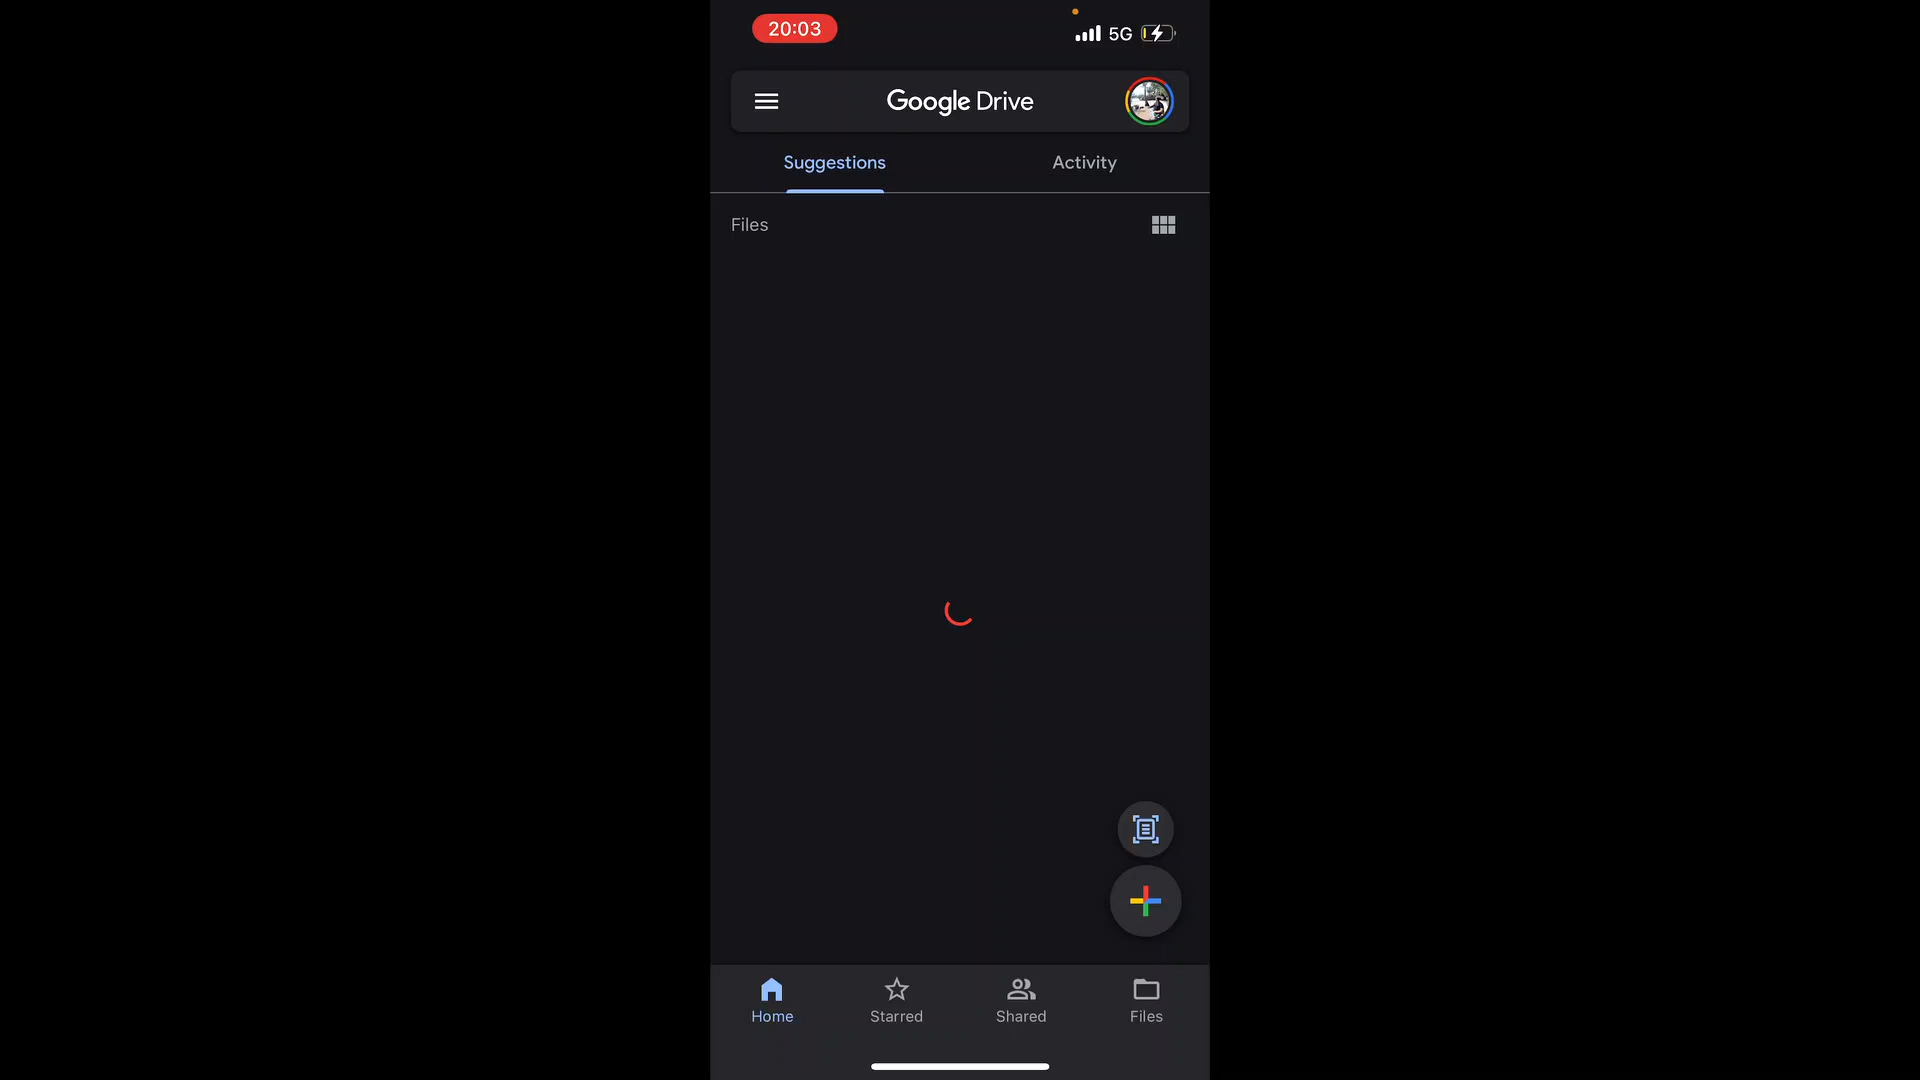 20:03
5G
Google Drive
Suggestions
Activity
Files
Home
Starred
Shared
Files